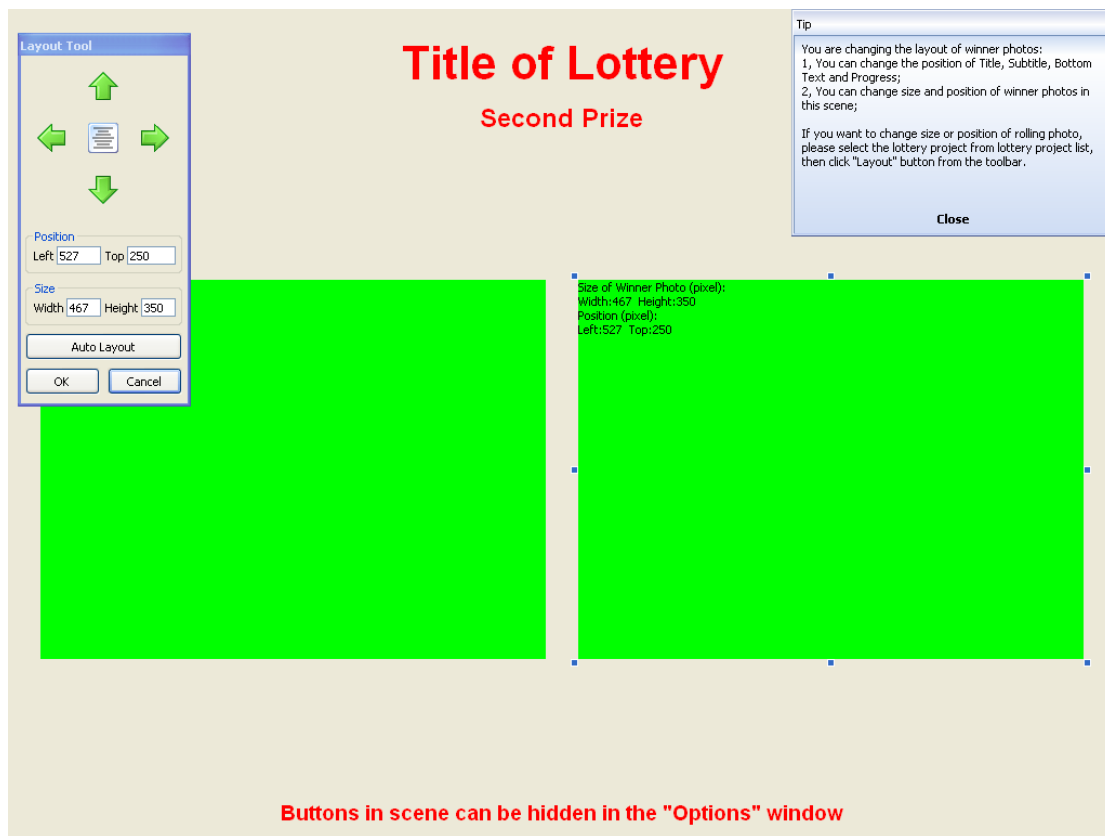 Layout Tool
Position
Left 527 Top 250
Size
Width 467 Height 350
Auto Layout
OK Cancel
Title of Lottery
Second Prize
Tip
You are changing the layout of winner photos:
1, You can change the position of Title, Subtitle, Bottom
Text and Progress;
2, You can change size and position of winner photos in
this scene;
If you want to change size or position of rolling photo,
please select the lottery project from lottery project list,
then click "Layout" button from the toolbar.
Close
Size of Winner Photo (pixel):
Width:467 Height:350
Position (pixel):
Left:527 Top:250
Buttons in scene can be hidden in the "Options" window